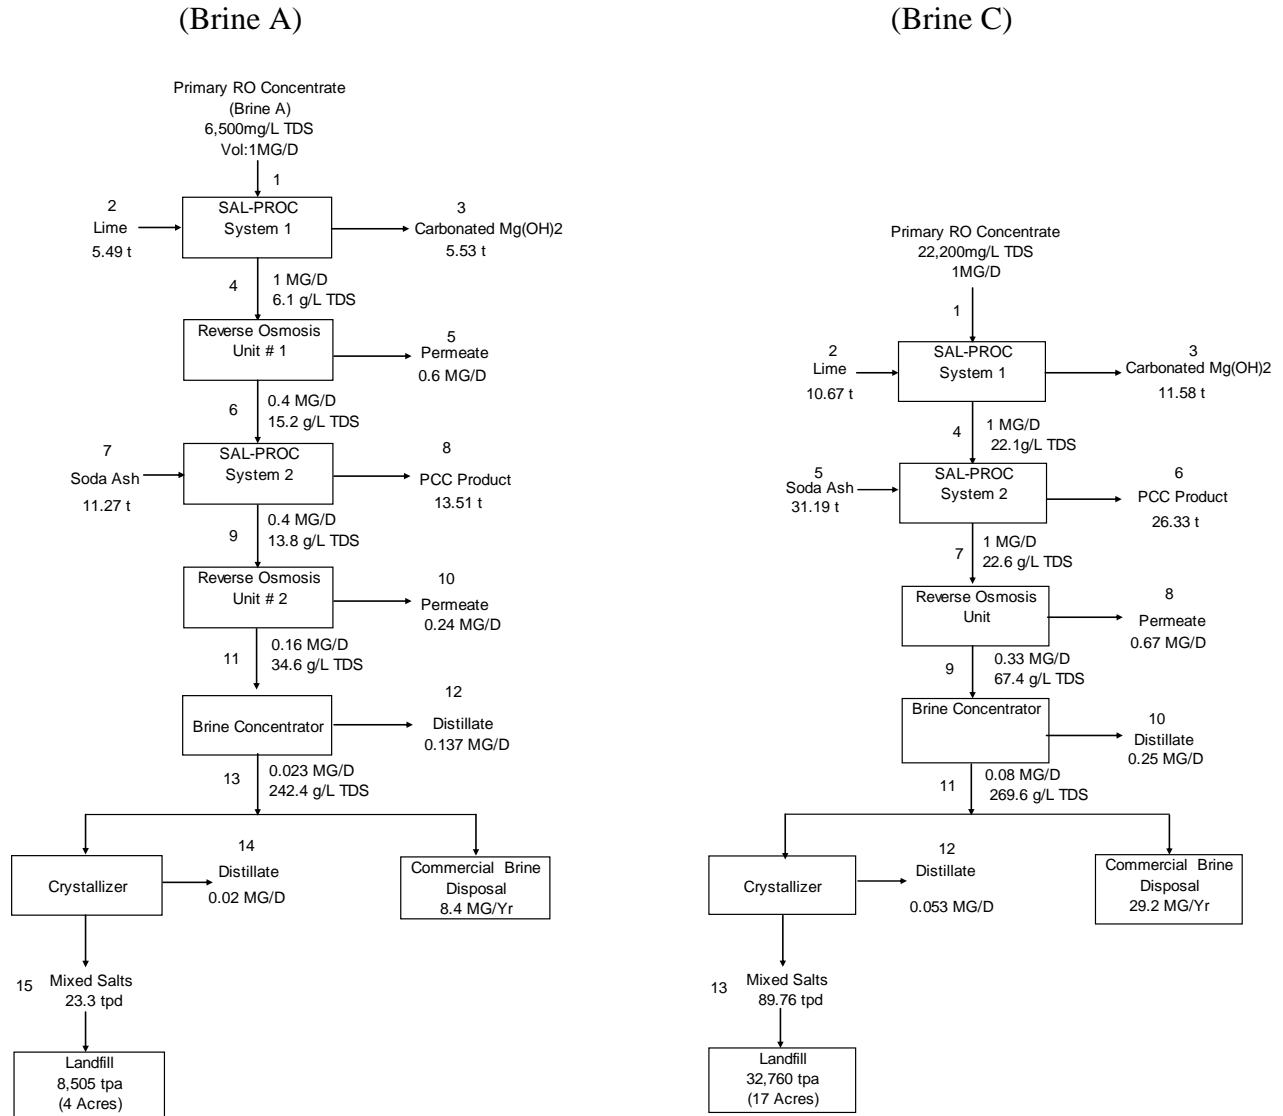 (Brine A)
Primary RO Concentrate
(Brine A)
6,500mg/L TDS
Vol:1MG/D
1
2
Lime
5.49 t
SAL-PROC
System 1
3
Carbonated Mg(OH)2
5.53 t
4
1 MG/D
6.1 g/L TDS
Reverse Osmosis
Unit # 1
5
Permeate
0.6 MG/D
6
0.4 MG/D
15.2 g/L TDS
7
Soda Ash
11.27 t
SAL-PROC
System 2
8
PCC Product
13.51 t
9
0.4 MG/D
13.8 g/L TDS
Reverse Osmosis
Unit # 2
10
Permeate
0.24 MG/D
11
0.16 MG/D
34.6 g/L TDS
Brine Concentrator
12
Distillate
0.137 MG/D
13
0.023 MG/D
242.4 g/L TDS
Crystallizer
14
Distillate
0.02 MG/D
Commercial Brine
Disposal
8.4 MG/Yr
15
Mixed Salts
23.3 tpd
Landfill
8,505 tpa
(4 Acres)
(Brine C)
Primary RO Concentrate
22,200mg/L TDS
1MG/D
1
2
Lime
10.67 t
SAL-PROC
System 1
3
Carbonated Mg(OH)2
11.58 t
4
1 MG/D
22.1g/L TDS
5
Soda Ash
31.19 t
SAL-PROC
System 2
6
PCC Product
26.33 t
7
1 MG/D
22.6 g/L TDS
Reverse Osmosis
Unit
8
Permeate
0.67 MG/D
9
0.33 MG/D
67.4 g/L TDS
Brine Concentrator
10
Distillate
0.25 MG/D
11
0.08 MG/D
269.6 g/L TDS
Crystallizer
12
Distillate
0.053 MG/D
Commercial Brine
Disposal
29.2 MG/Yr
13
Mixed Salts
89.76 tpd
Landfill
32,760 tpa
(17 Acres)